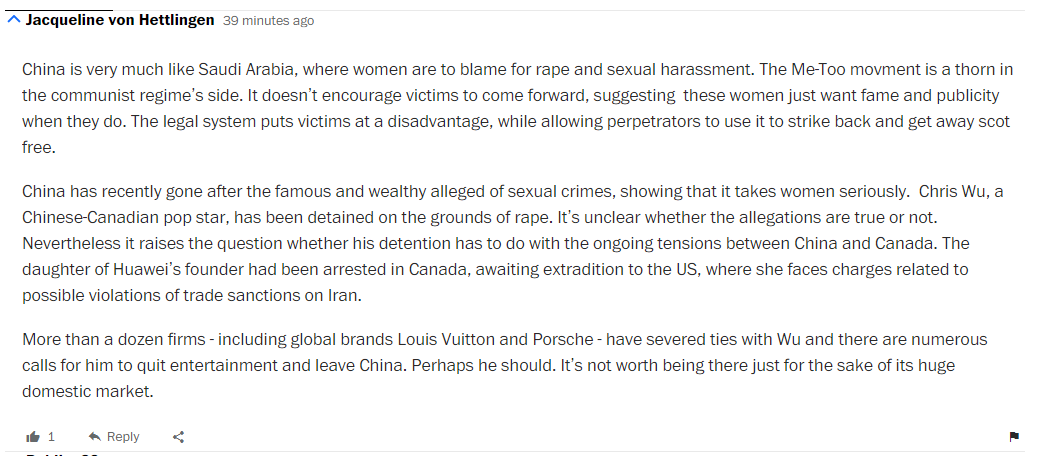 Jacqueline von Hettlingen 39 minutes ago
China is very much like Saudi Arabia, where women are to blame for rape and sexual harassment. The Me-Too movment is a thorn in
the communist regime's side. It doesn't encourage victims to come forward, suggesting these women just want fame and publicity
when they do. The legal system puts victims at a disadvantage, while allowing perpetrators to use it to strike back and get away scot
free.
China has recently gone after the famous and wealthy alleged of sexual crimes, showing that it takes women seriously. Chris Wu, a
Chinese-Canadian pop star, has been detained on the grounds of rape. It's unclear whether the allegations are true or not.
Nevertheless it raises the question whether his detention has to do with the ongoing tensions between China and Canada. The
daughter of Huawei's founder had been arrested in Canada, awaiting extradition to the US, where she faces charges related to
possible violations of trade sanctions on Iran.
More than a dozen firms - including global brands Louis Vuitton and Porsche - have severed ties with Wu and there are numerous
calls for him to quit entertainment and leave China. Perhaps he should. It's not worth being there just for the sake of its huge
domestic market.
1 Reply